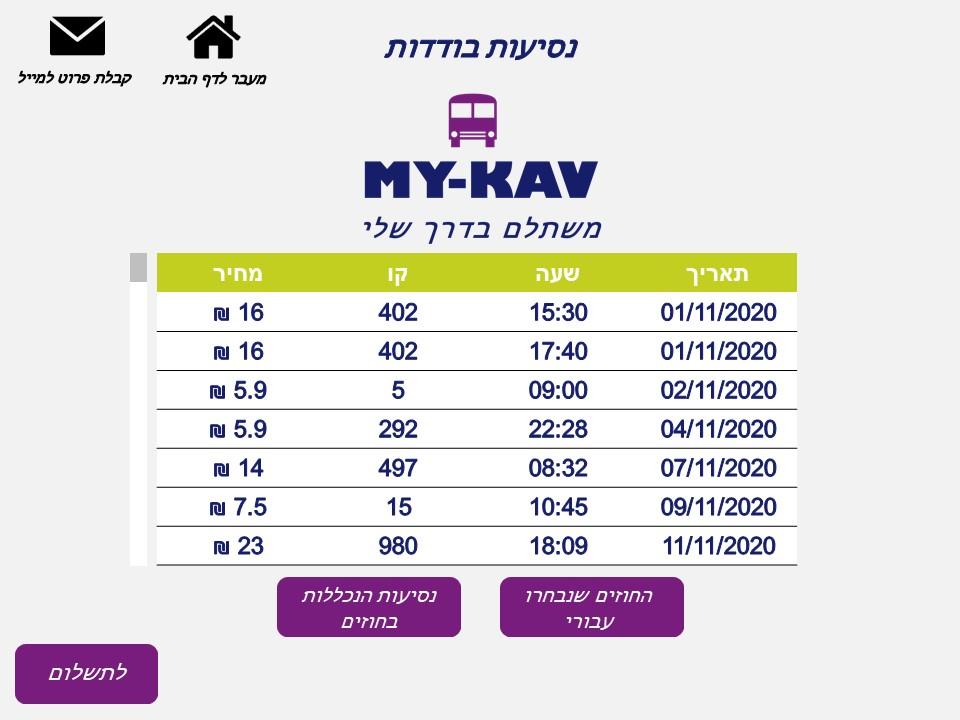 נסיעות בודדות
מעבר לדף הבית
קבלת פרוט למייל
MY-KAV
משתלם בדרך שלי
תאריך שעה קו מחיר
01/11/2020 15:30 402 16 ₪
01/11/2020 17:40 402 16 ₪
02/11/2020 09:00 5 5.9 ₪
04/11/2020 22:28 292 5.9 ₪
07/11/2020 08:32 497 14 ₪
09/11/2020 10:45 15 7.5 ₪
11/11/2020 18:09 980 23 ₪
החוזים שנבחרו
עבורי
נסיעות הנכללות
בחוזים
לתשלום